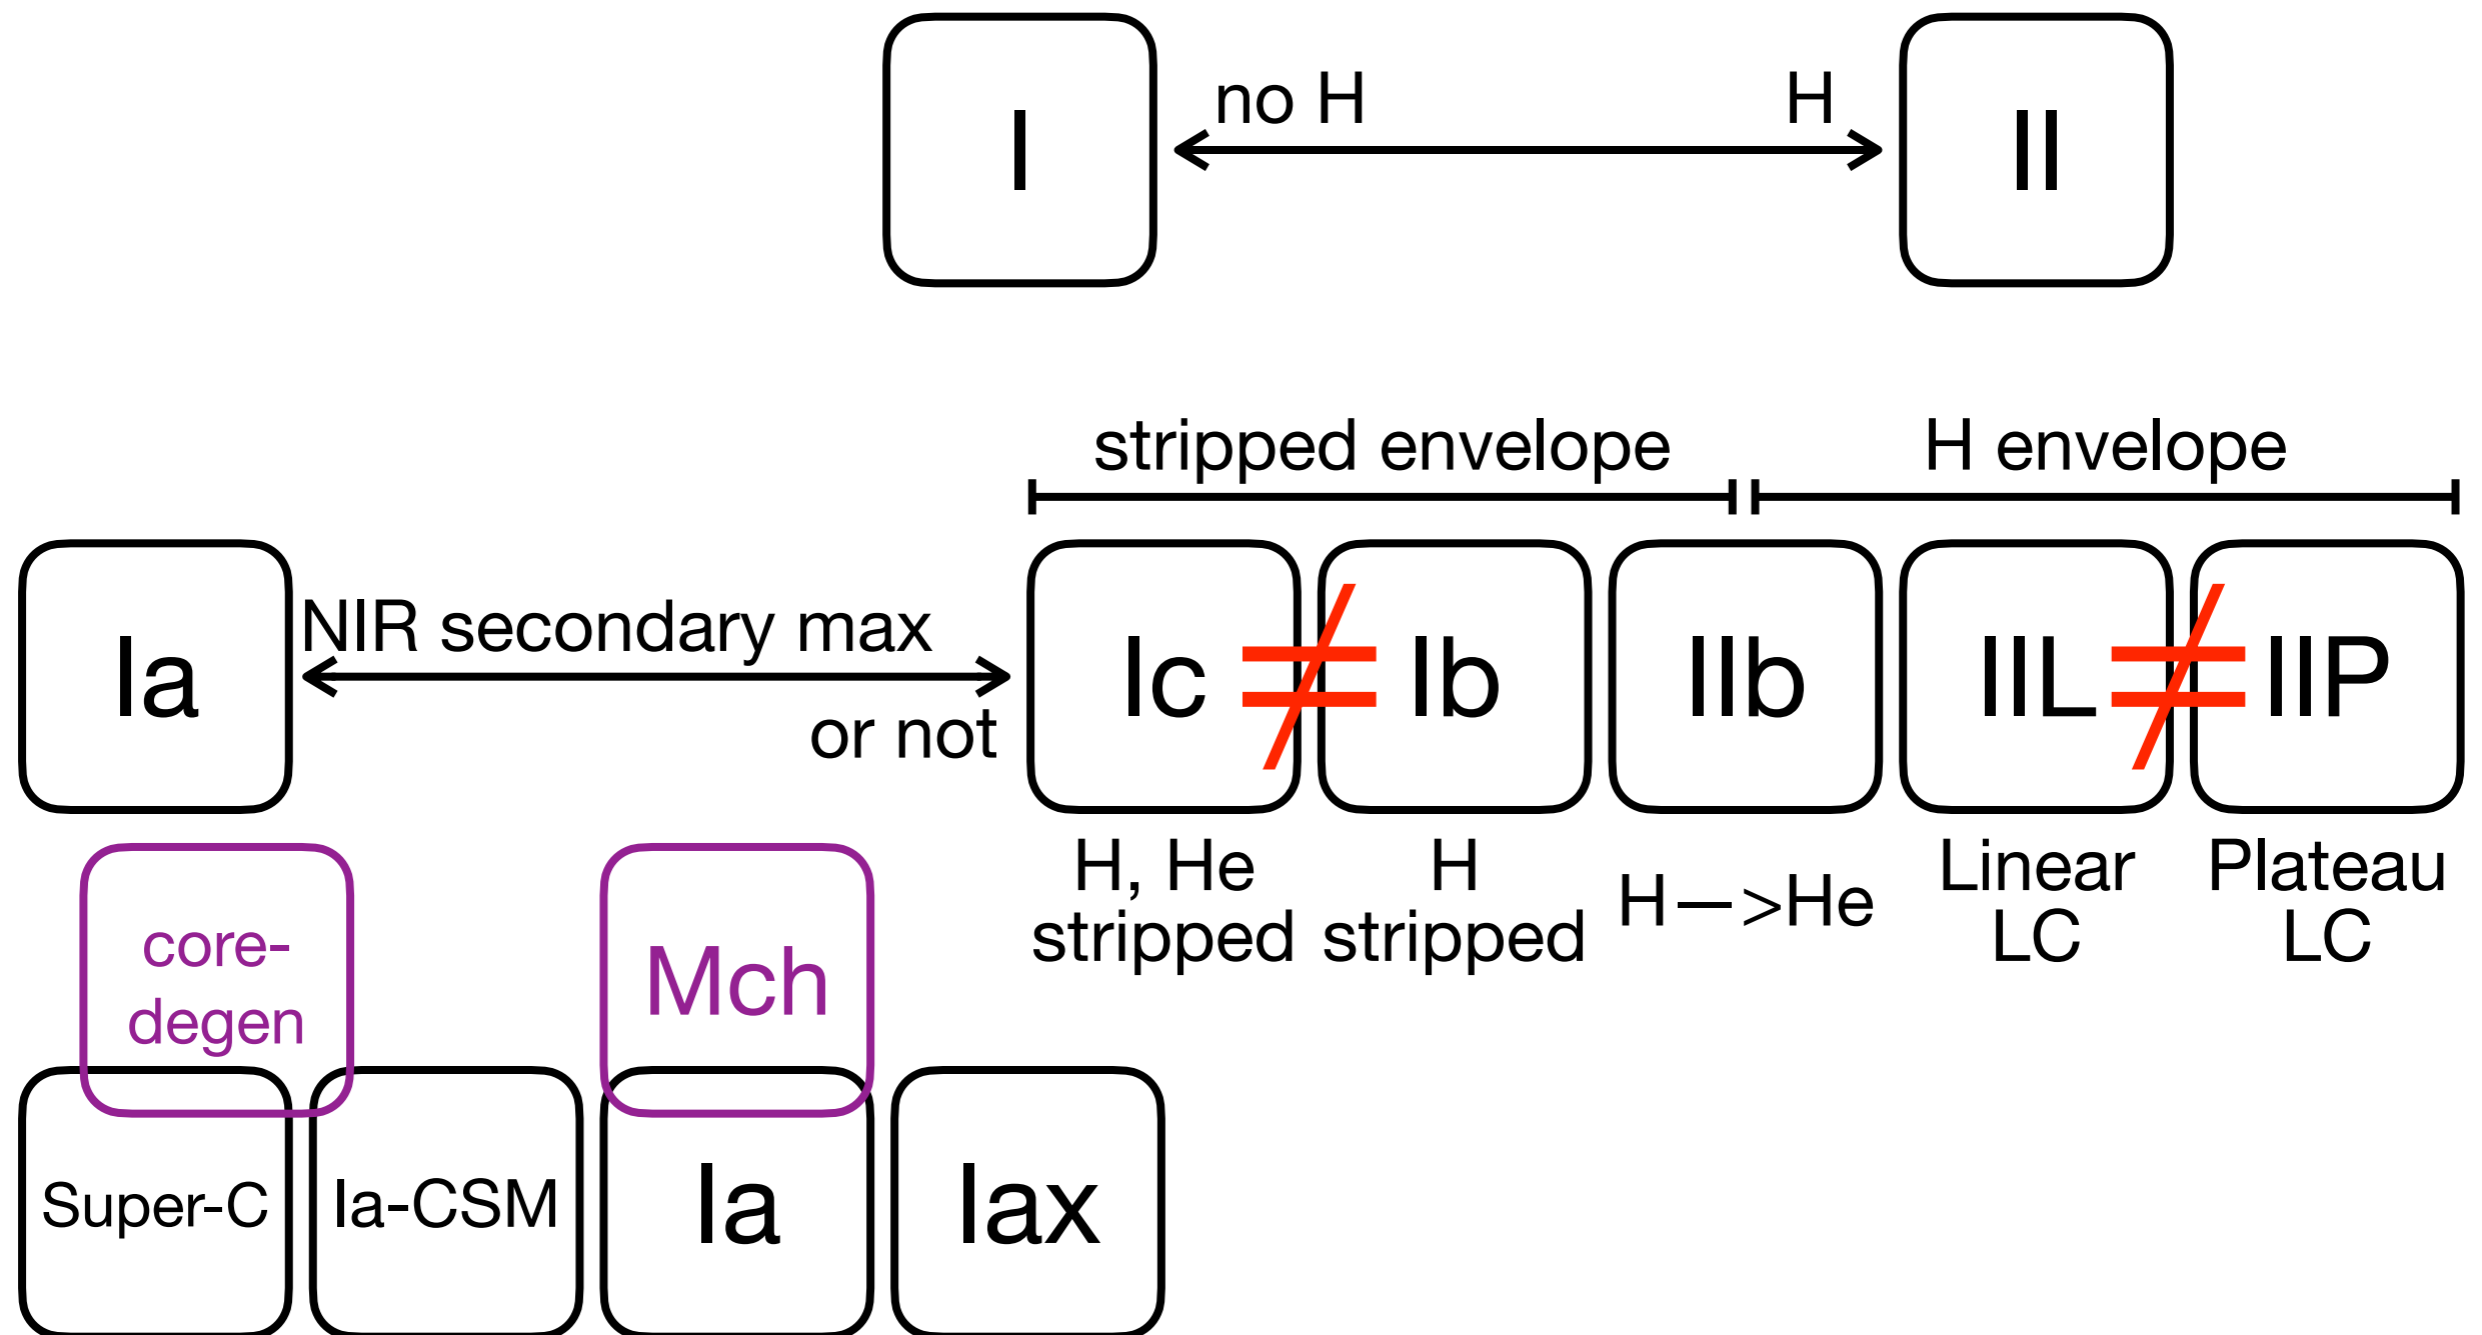 I
no H
H
II
stripped envelope
H envelope
Ia
NIR secondary max
or not
Ic
≠
Ib
IIb
IIL
≠
IIP
H, He
stripped
H
stripped
H—>He
Linear
LC
Plateau
LC
core-
degen
Mch
Super-C
Ia-CSM
Ia
Iax